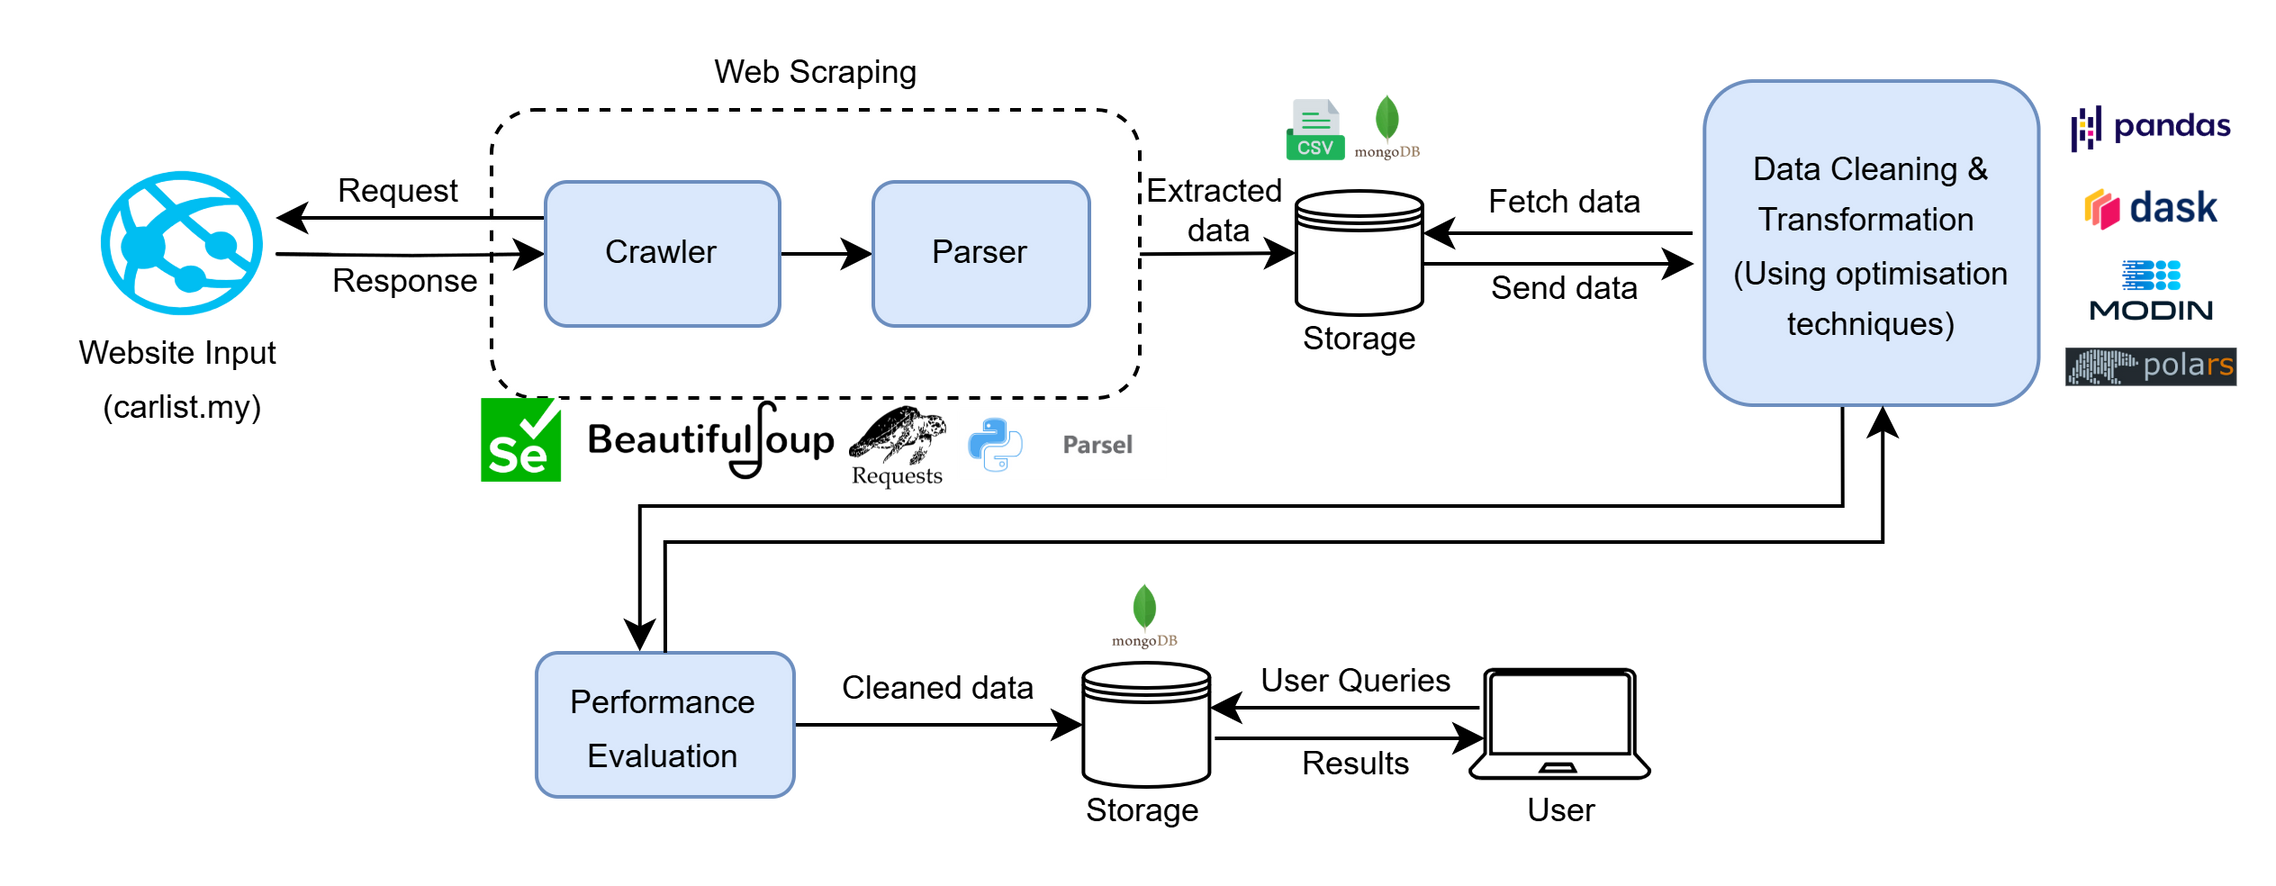 Web Scraping
Request
Response
Website Input
(carlist.my)
Crawler
Parser
Se
BeautifulSoup
Requests
Parsel
Extracted
data
CSV
mongoDB
Storage
Fetch data
Send data
Data Cleaning &
Transformation
(Using optimisation
techniques)
pandas
dask
MODIN
polars
Performance
Evaluation
Cleaned data
mongoDB
Storage
User Queries
Results
User